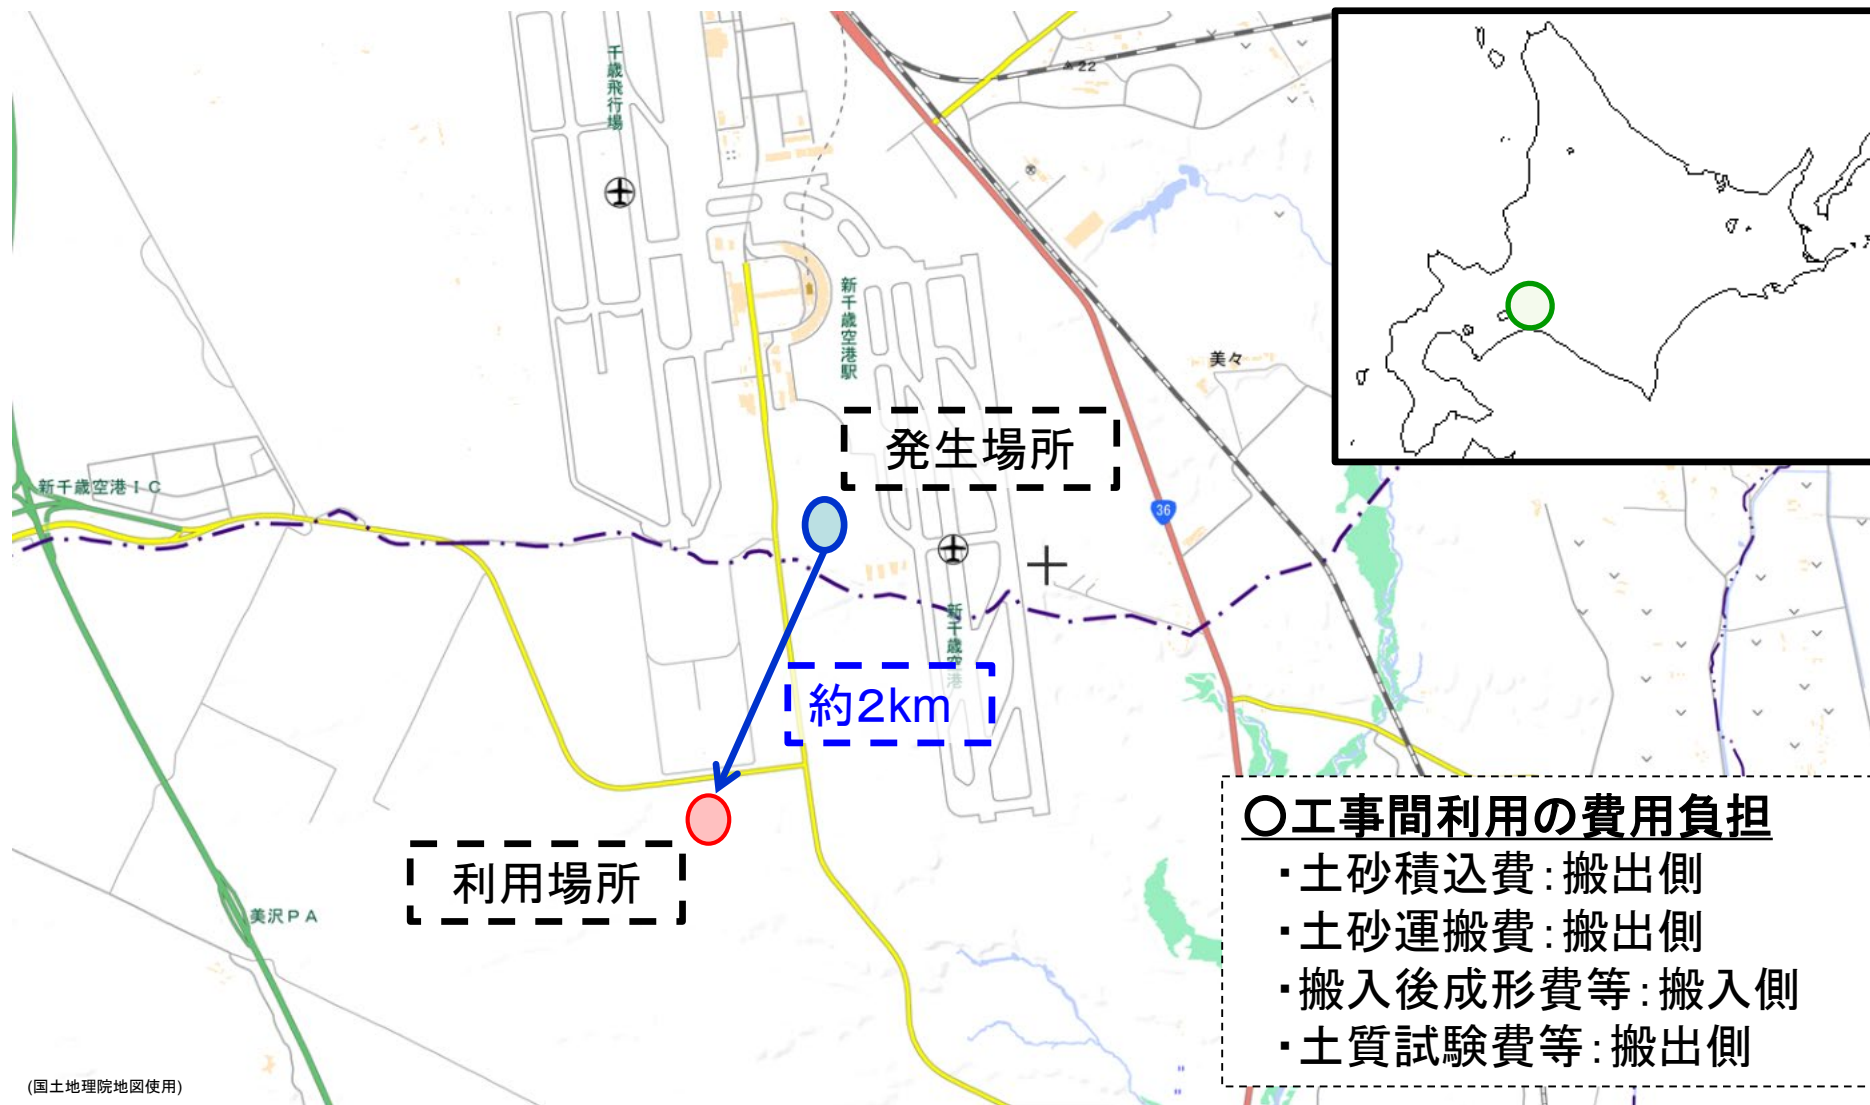 千歳飛行場
22
新千歳空港駅
美々
発生場所
新千歳空港IC
36
新千歳空港
約2km
利用場所
美沢PA
〇工事間利用の費用負担
・土砂積込費：搬出側
・土砂運搬費：搬出側
・搬入後成形費等：搬入側
・土質試験費等：搬出側
(国土地理院地図使用)